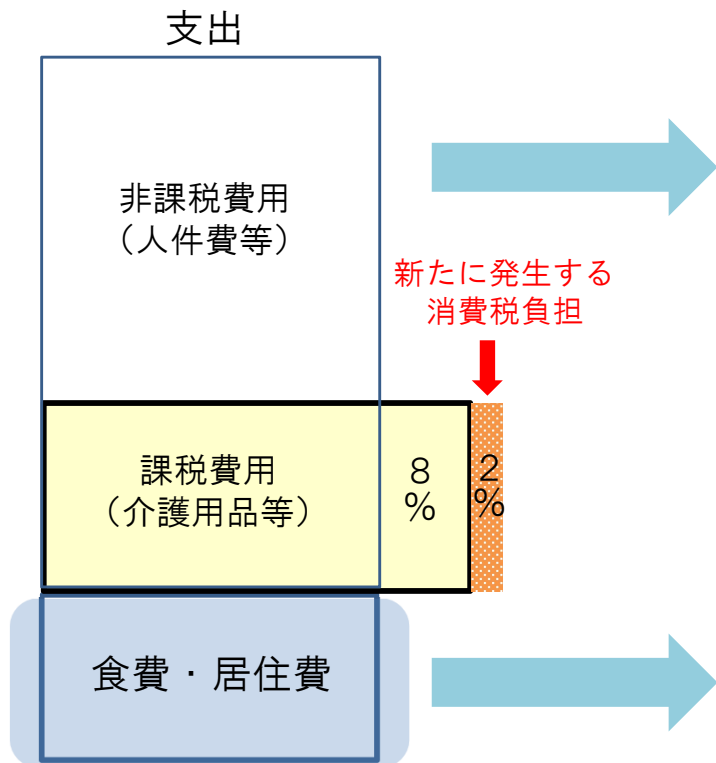 支出
非課税費用
（人件費等）
新たに発生する
消費税負担
課税費用
（介護用品等）
８
％
２
％
食費・居住費